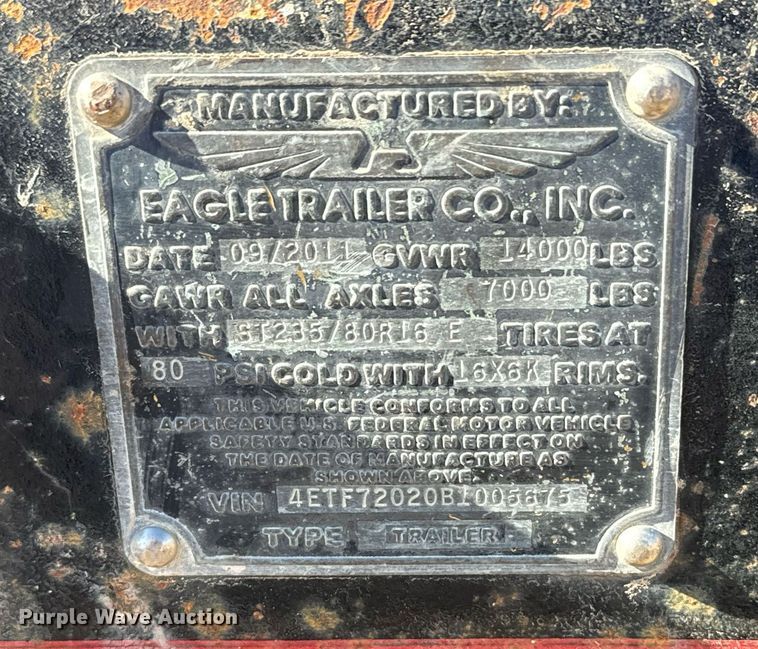 MANUFACTURED BY:
EAGLE TRAILER CO., INC.
DATE 09/2011 GVWR 14000 LBS
GAWR ALL AXLES 7000 LBS
WITH ST235/80R16 E TIRES AT
80 PSI COLD WITH 16X6K RIMS.
THIS VEHICLE CONFORMS TO ALL
APPLICABLE U.S. FEDERAL MOTOR VEHICLE
SAFETY STANDARDS IN EFFECT ON
THE DATE OF MANUFACTURE AS
SHOWN ABOVE.
VIN
TYPE TRAILER
Purple Wave Auction